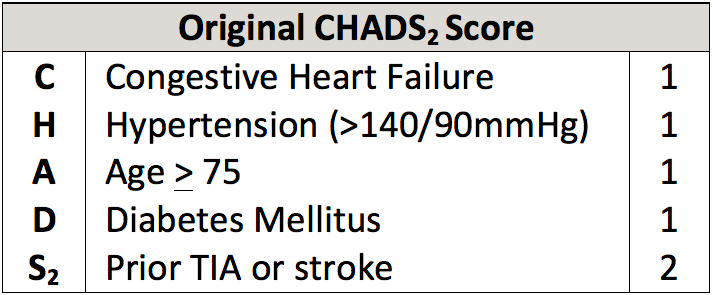 Original CHADS₂ Score
C Congestive Heart Failure 1
H Hypertension (>140/90mmHg) 1
A Age ≥ 75 1
D Diabetes Mellitus 1
S₂ Prior TIA or stroke 2